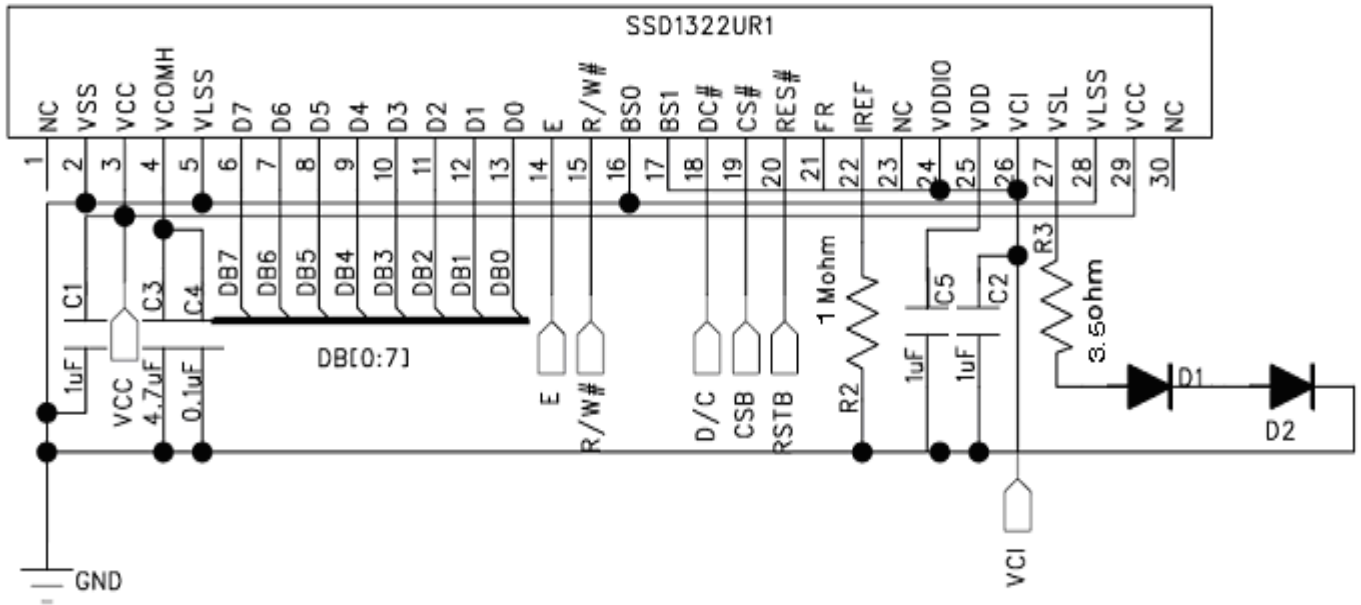 SSD1322UR1
NC
VSS
VCC
VCOMH
VLSS
D7
D6
D5
D4
D3
D2
D1
D0
E
R/W#
BS0
BS1
DC#
CS#
RES#
FR
IREF
NC
VDDIO
VDD
VCI
VSL
VLSS
VCC
NC
1
2
3
4
5
6
7
8
9
10
11
12
13
14
15
16
17
18
19
20
21
22
23
24
25
26
27
28
29
30
DB7
DB6
DB5
DB4
DB3
DB2
DB1
DB0
DB[0:7]
C1
1uF
VCC
C3
4.7uF
C4
0.1uF
E
R/W#
D/C
CSB
RSTB
1 Mohm
R2
C5
1uF
C2
1uF
R3
3.5ohm
D1
D2
VCI
GND